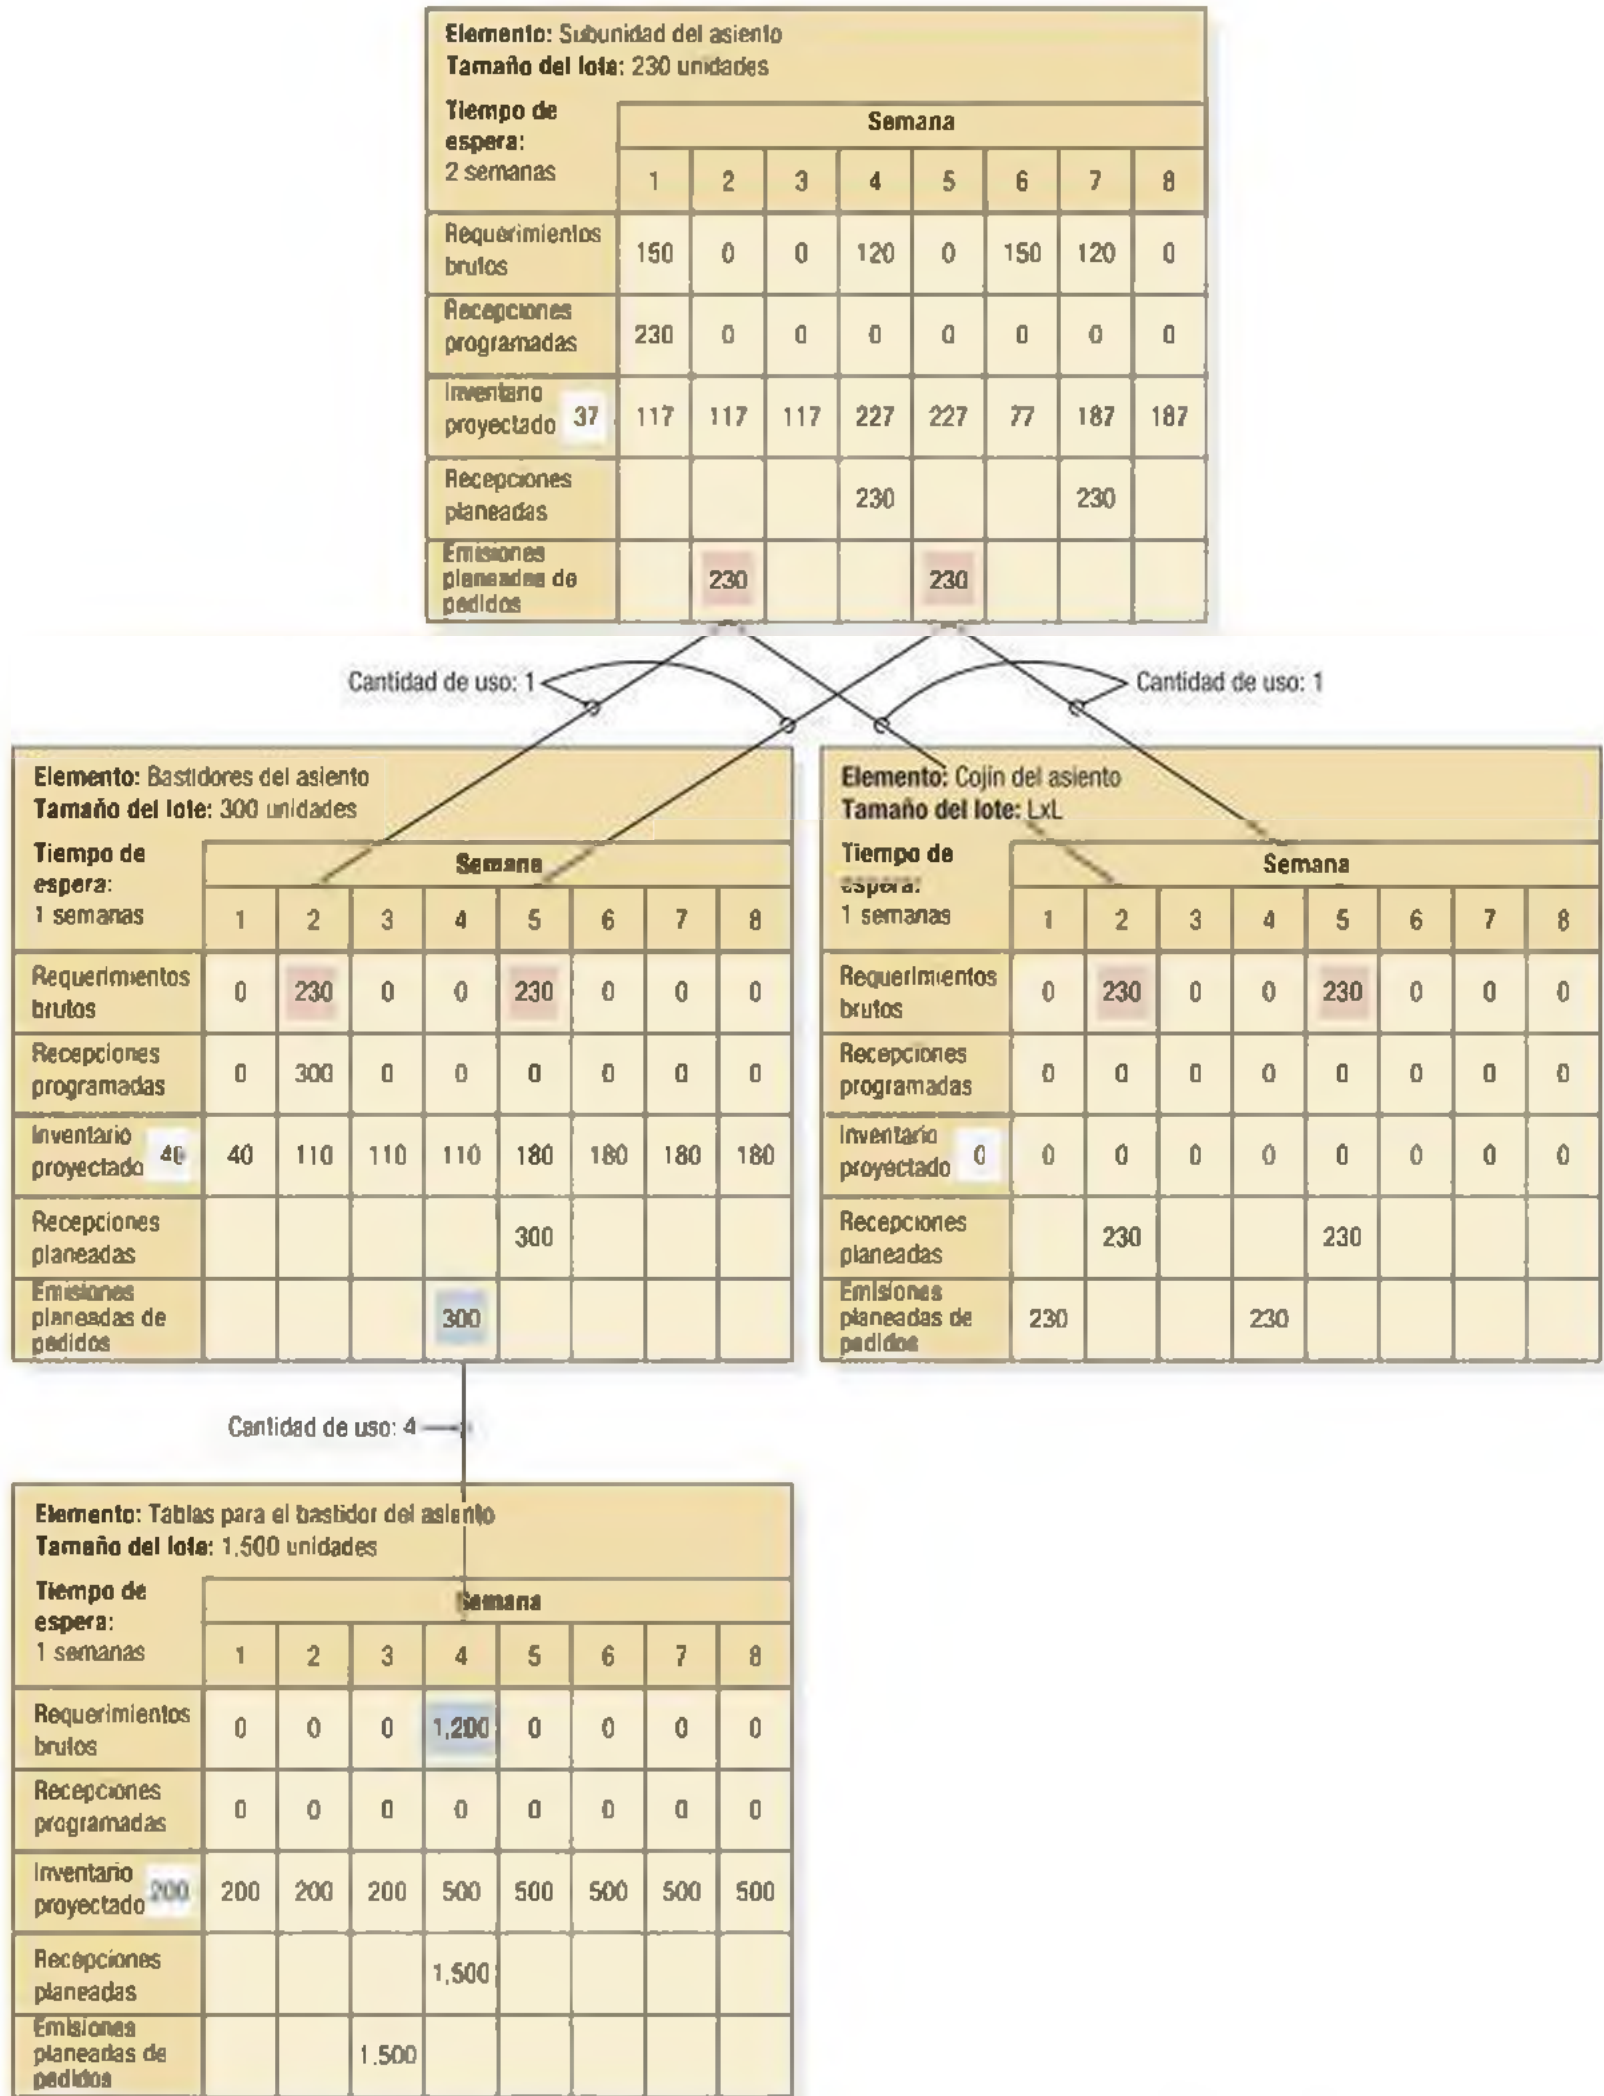 Elemento: Subunidad del asiento
Tamaño del lote: 230 unidades
Tiempo de
espera:
2 semanas
Semana
1 2 3 4 5 6 7 8
Requerimientos
brutos
150 0 0 120 0 150 120 0
Recepciones
programadas
230 0 0 0 0 0 0 0
Inventario
proyectado 37
117 117 117 227 227 77 187 187
Recepciones
planeadas
230 230
Emisiones
planeadas de
pedidos
230 230
Cantidad de uso: 1
Cantidad de uso: 1
Elemento: Bastidores del asiento
Tamaño del lote: 300 unidades
Tiempo de
espera:
1 semanas
Semana
1 2 3 4 5 6 7 8
Requerimientos
brutos
0 230 0 0 230 0 0 0
Recepciones
programadas
0 300 0 0 0 0 0 0
Inventario
proyectado 40
40 110 110 110 180 180 180 180
Recepciones
planeadas
300
Emisiones
planeadas de
pedidos
300
Elemento: Cojín del asiento
Tamaño del lote: LxL
Tiempo de
espera:
1 semanas
Semana
1 2 3 4 5 6 7 8
Requerimientos
brutos
0 230 0 0 230 0 0 0
Recepciones
programadas
0 0 0 0 0 0 0 0
Inventario
proyectado 0
0 0 0 0 0 0 0 0
Recepciones
planeadas
230 230
Emisiones
planeadas de
pedidos
230 230
Cantidad de uso: 4
Elemento: Tablas para el bastidor del asiento
Tamaño del lote: 1,500 unidades
Tiempo de
espera:
1 semanas
Semana
1 2 3 4 5 6 7 8
Requerimientos
brutos
0 0 0 1,200 0 0 0 0
Recepciones
programadas
0 0 0 0 0 0 0 0
Inventario
proyectado 200
200 200 200 500 500 500 500 500
Recepciones
planeadas
1,500
Emisiones
planeadas de
pedidos
1.500